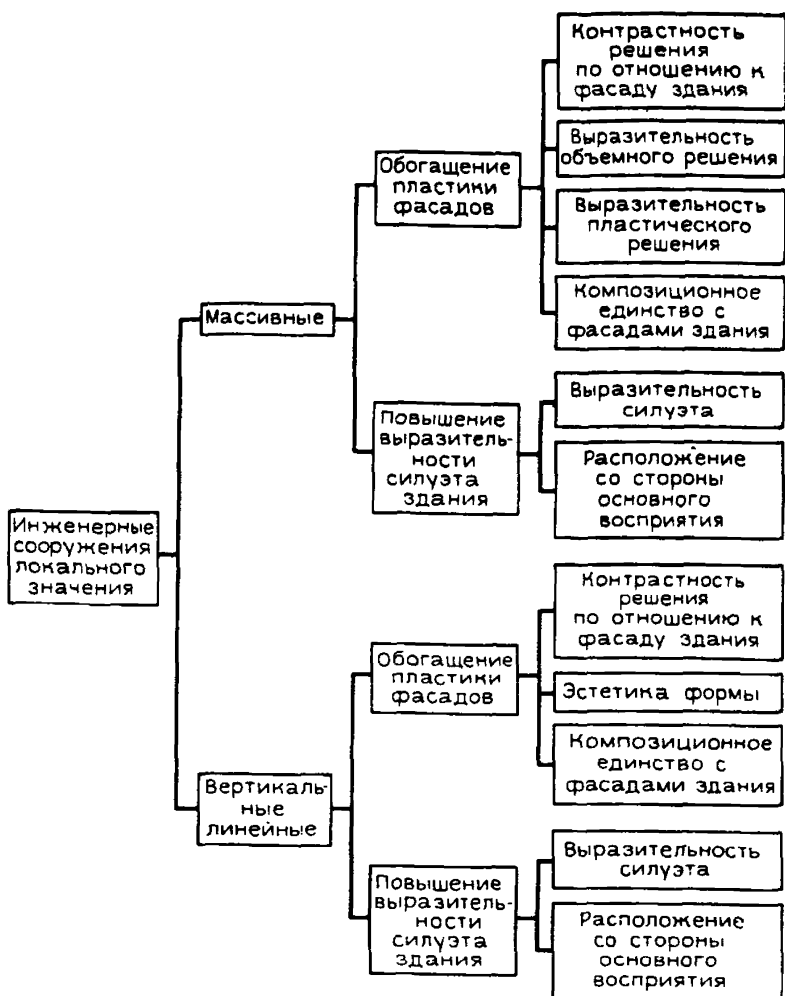 Контрастность
решения
по отношению к
фасаду здания
Выразительность
объемного решения
Обогащение
пластики
фасадов
Выразительность
пластического
решения
Композиционное
единство с
фасадами здания
Массивные
Выразительность
силуэта
Повышение
выразитель-
ности
силуэта
здания
Расположение
со стороны
основного
восприятия
Инженерные
сооружения
локального
значения
Контрастность
решения
по отношению к
фасаду здания
Обогащение
пластики
фасадов
Эстетика формы
Композиционное
единство с
фасадами здания
Вертикаль-
ные
линейные
Выразительность
силуэта
Повышение
выразитель-
ности
силуэта
здания
Расположение
со стороны
основного
восприятия